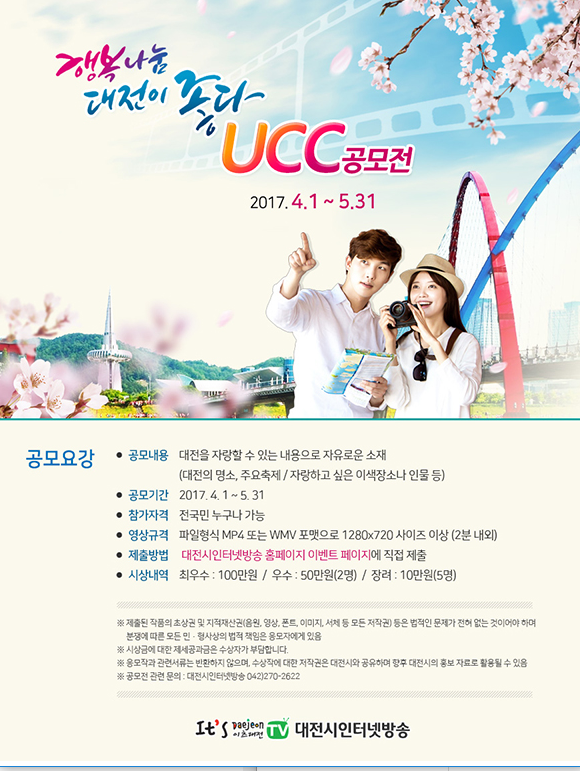 행복나눔
대전이 좋다
UCC공모전
2017. 4.1 ~ 5.31
공모요강
● 공모내용 대전을 자랑할 수 있는 내용으로 자유로운 소재
(대전의 명소, 주요축제 / 자랑하고 싶은 이색장소나 인물 등)
● 공모기간 2017. 4. 1 ~ 5. 31
● 참가자격 전국민 누구나 가능
● 영상규격 파일형식 MP4 또는 WMV 포맷으로 1280x720 사이즈 이상 (2분 내외)
● 제출방법 대전시인터넷방송 홈페이지 이벤트 페이지에 직접 제출
● 시상내역 최우수 : 100만원 / 우수 : 50만원(2명) / 장려 : 10만원(5명)
※ 제출된 작품의 초상권 및 지적재산권(음원, 영상, 폰트, 이미지, 서체 등 모든 저작권) 등은 법적인 문제가 전혀 없는 것이어야 하며
분쟁에 따른 모든 민 · 형사상의 법적 책임은 응모자에게 있음
※ 시상금에 대한 제세공과금은 수상자가 부담합니다.
※ 응모작과 관련서류는 반환하지 않으며, 수상작에 대한 저작권은 대전시와 공유하며 향후 대전시의 홍보 자료로 활용될 수 있음
※ 공모전 관련 문의 : 대전시인터넷방송 042)270-2622
It's Daejeon 이츠대전 TV 대전시인터넷방송